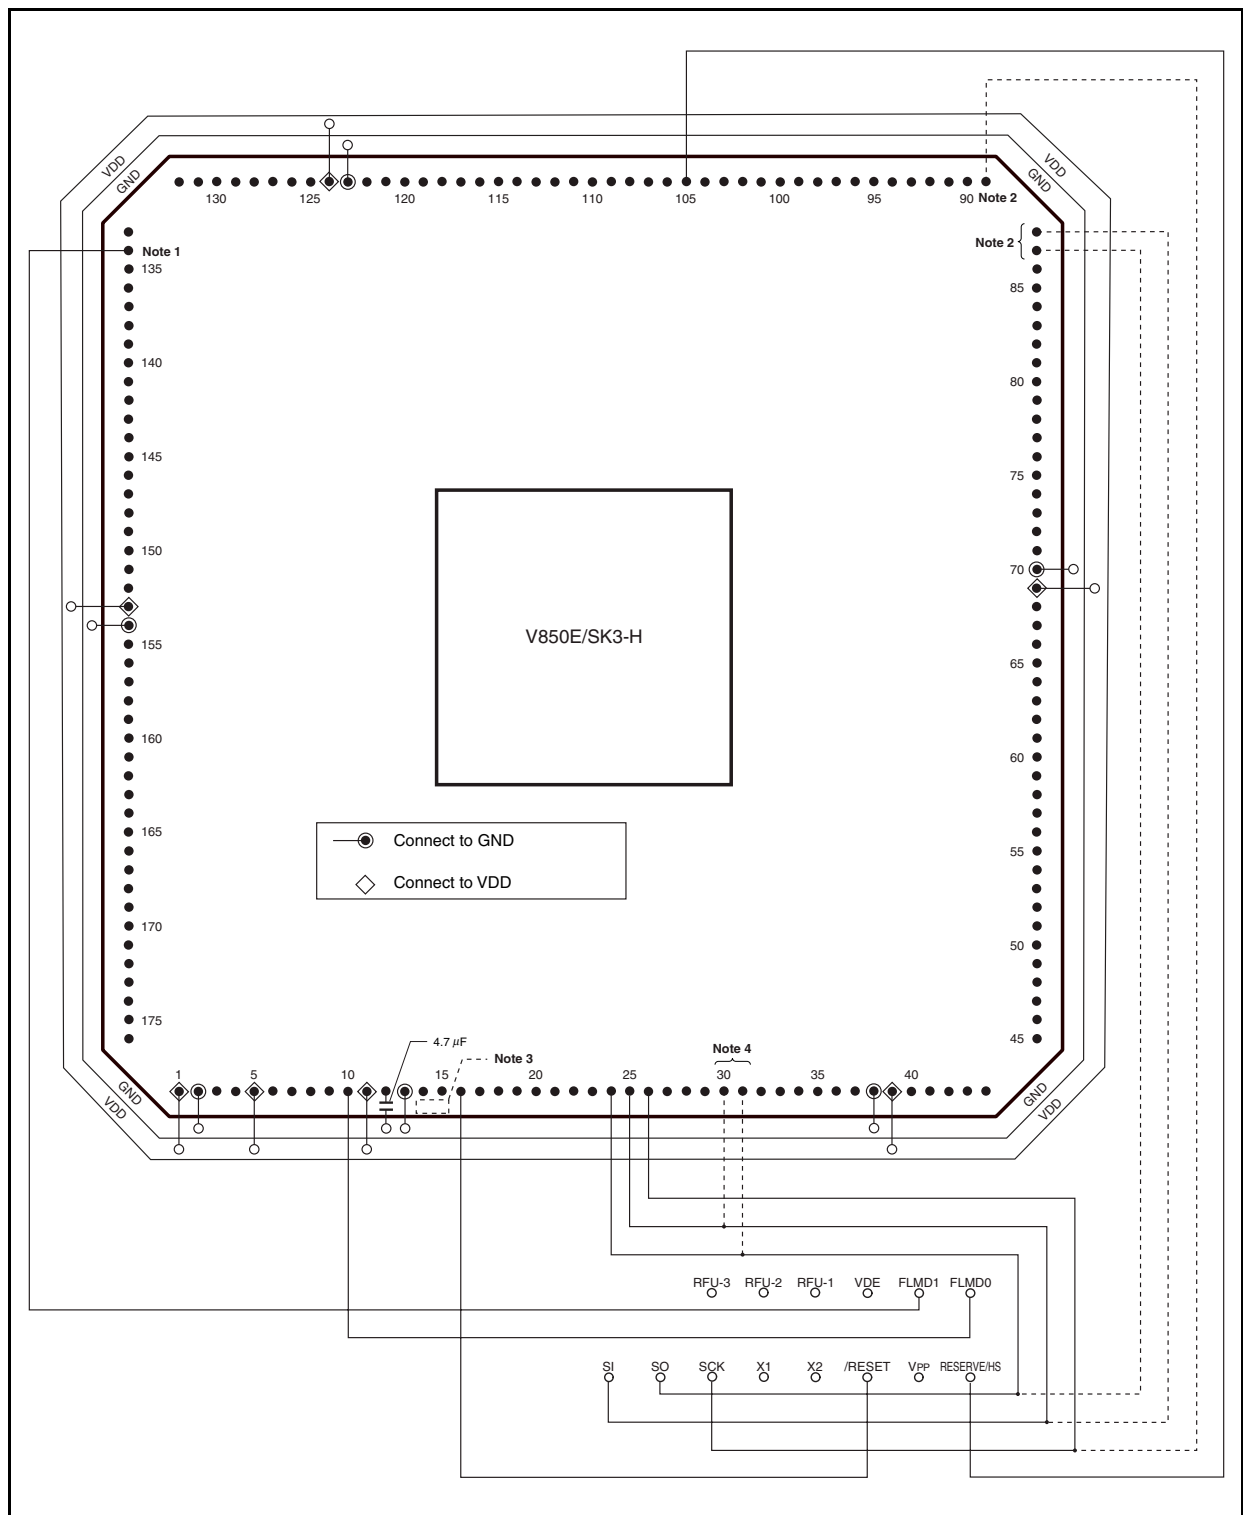 VDD
GND
VDD
GND
130
125
120
115
110
105
100
95
90
Note 2
Note 1
Note 2
135
85
140
80
145
75
150
70
155
65
V850E/SK3-H
160
60
165
55
Connect to GND
Connect to VDD
170
50
175
45
4.7 μF
Note 3
Note 4
1
5
10
15
20
25
30
35
40
GND
VDD
GND
VDD
RFU-3
RFU-2
RFU-1
VDE
FLMD1
FLMD0
SI
SO
SCK
X1
X2
/RESET
VPP
RESERVE/HS